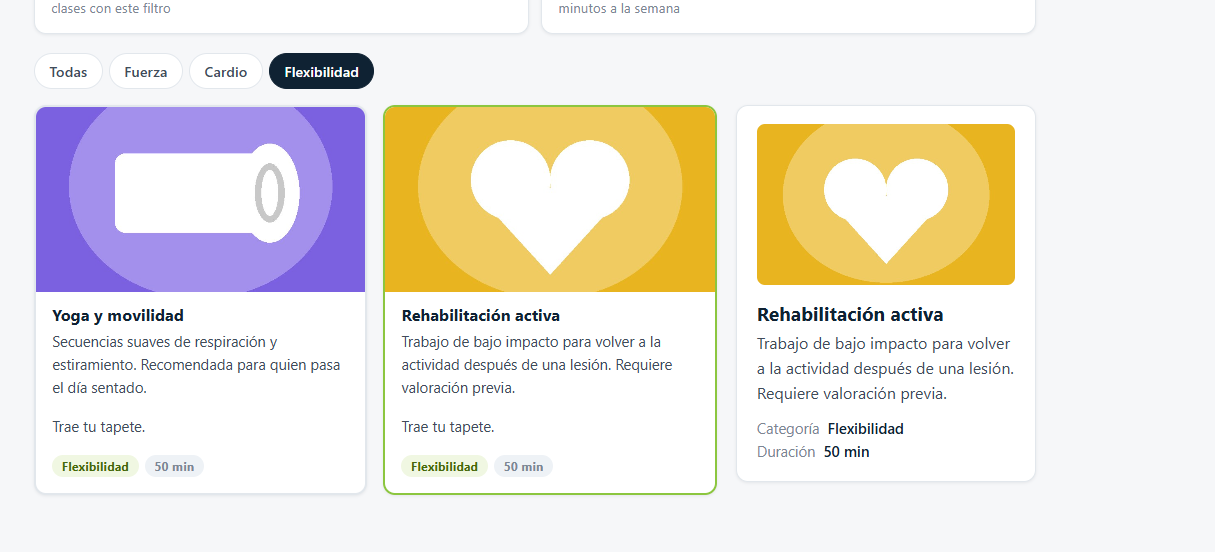 clases con este filtro
minutos a la semana
Todas
Fuerza
Cardio
Flexibilidad
Yoga y movilidad
Secuencias suaves de respiración y
estiramiento. Recomendada para quien pasa
el día sentado.
Trae tu tapete.
Flexibilidad
50 min
Rehabilitación activa
Trabajo de bajo impacto para volver a la
actividad después de una lesión. Requiere
valoración previa.
Trae tu tapete.
Flexibilidad
50 min
Rehabilitación activa
Trabajo de bajo impacto para volver
a la actividad después de una lesión.
Requiere valoración previa.
Categoría Flexibilidad
Duración 50 min